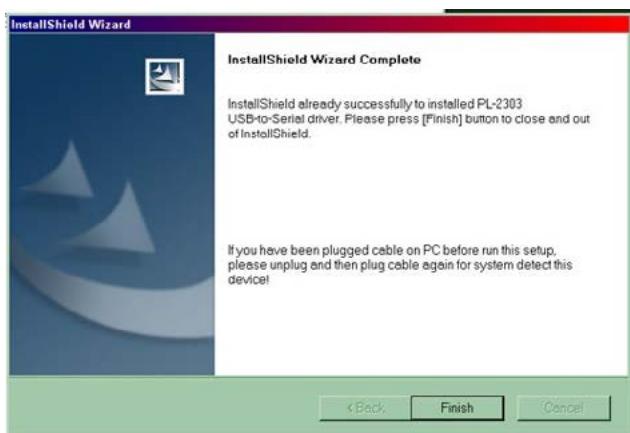 InstallShield Wizard
InstallShield Wizard Complete
InstallShield already successfully to installed PL-2303
USB-to-Serial driver. Please press [Finish] button to close and out
of InstallShield.
If you have been plugged cable on PC before run this setup,
please unplug and then plug cable again for system detect this
device!
< Back
Finish
Cancel